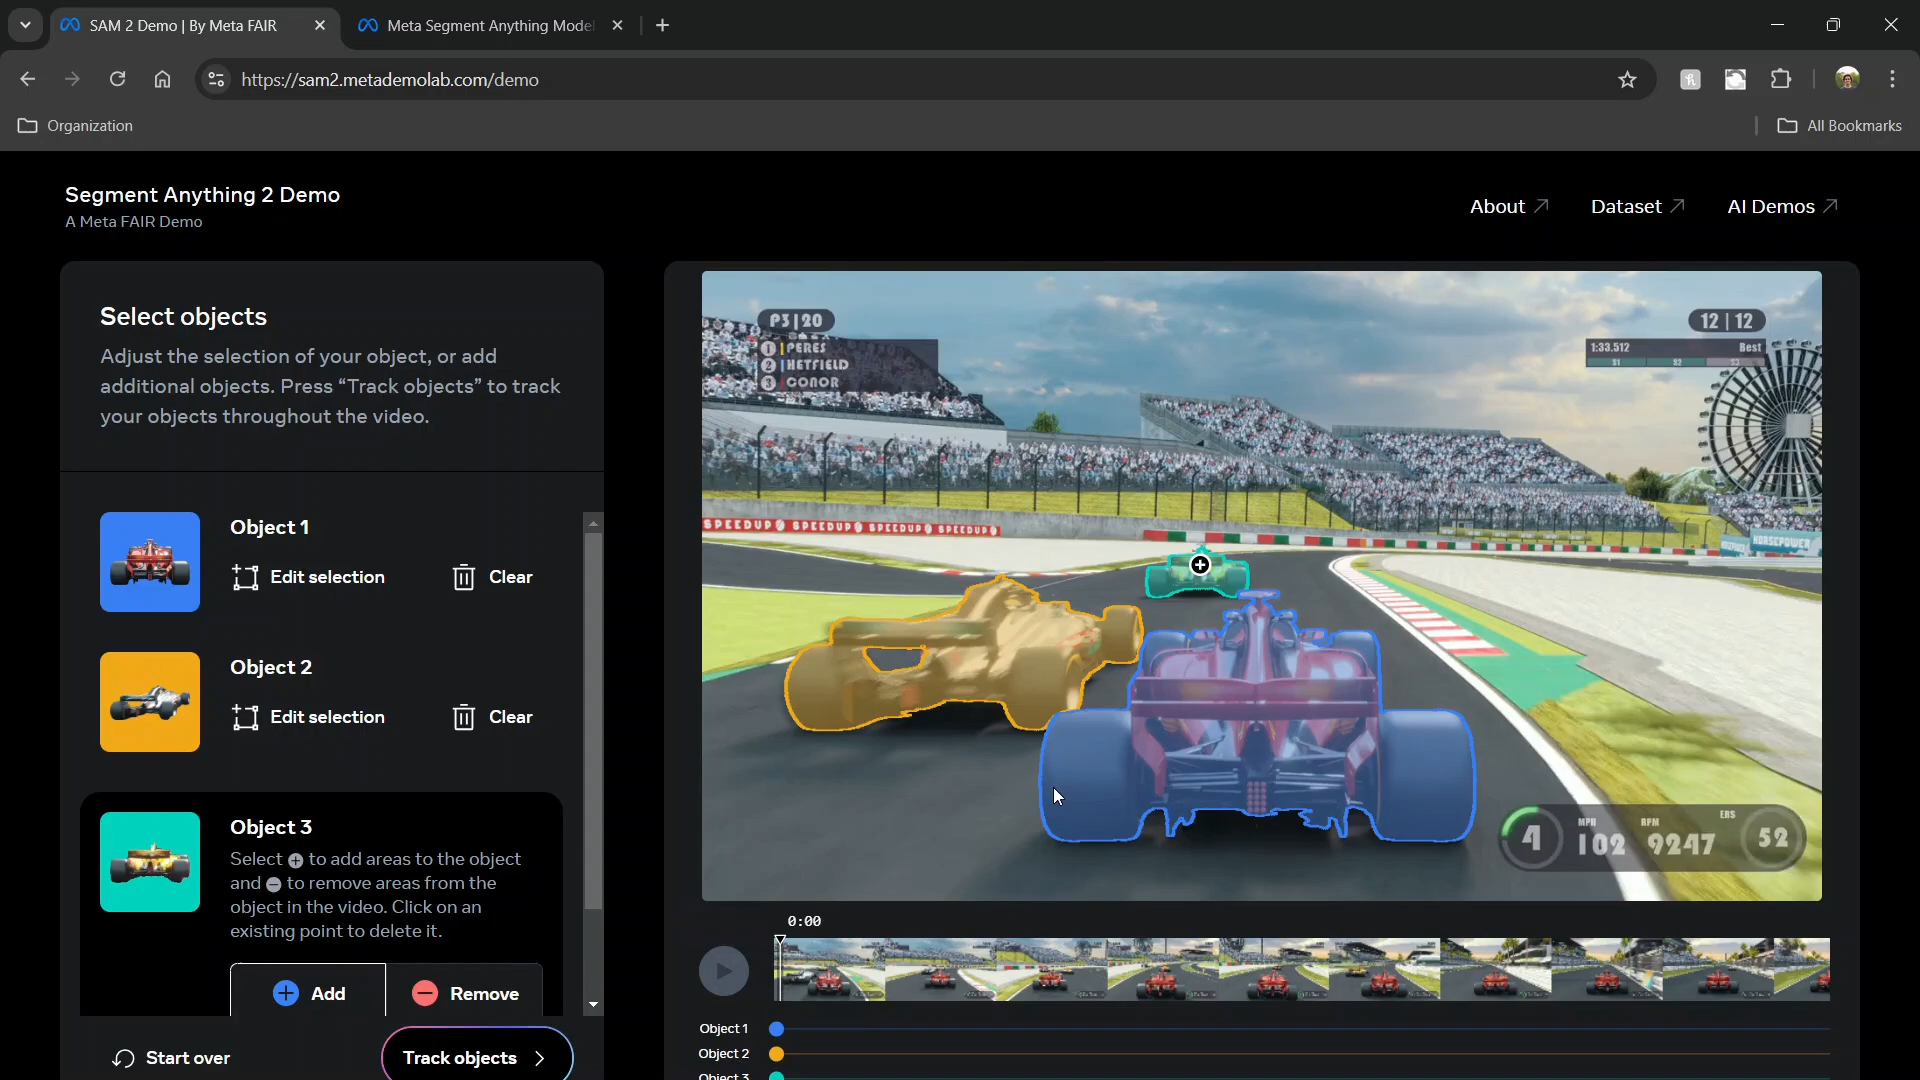 SAM 2 Demo | By Meta FAIR
Meta Segment Anything Mode
https://sam2.metademolab.com/demo
Organization
All Bookmarks
Segment Anything 2 Demo
A Meta FAIR Demo
About
Dataset
AI Demos
Select objects
Adjust the selection of your object, or add
additional objects. Press “Track objects” to track
your objects throughout the video.
Object 1
Edit selection
Clear
Object 2
Edit selection
Clear
Object 3
Select + to add areas to the object
and − to remove areas from the
object in the video. Click on an
existing point to delete it.
Add
Remove
Start over
Track objects
P3|20
1 PERES
2 HETFIELD
3 CONOR
12 | 12
1:33.512 Best
S1 S2 S3
SPEEDUP SPEEDUP SPEEDUP SPEEDUP
HORSEPOWER
4
MPH
102
RPM
9247
ERS
52
0:00
Object 1
Object 2
Object 3